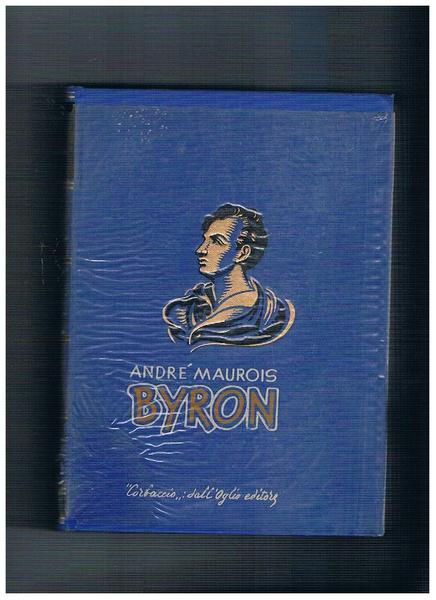 ANDRÉ MAUROIS
BYRON
"Corbaccio„: dall'Oglio editore